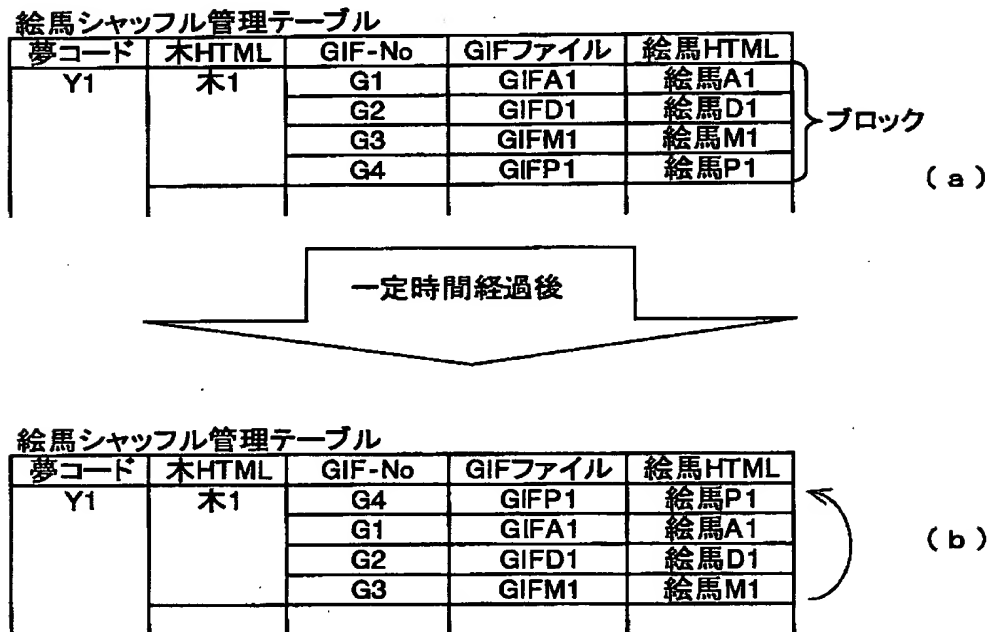 絵馬シャッフル管理テーブル
夢コード 木HTML GIF-No GIFファイル 絵馬HTML
Y1 木1 G1 GIFA1 絵馬A1
G2 GIFD1 絵馬D1
G3 GIFM1 絵馬M1
G4 GIFP1 絵馬P1
ブロック
(a)
一定時間経過後
絵馬シャッフル管理テーブル
夢コード 木HTML GIF-No GIFファイル 絵馬HTML
Y1 木1 G4 GIFP1 絵馬P1
G1 GIFA1 絵馬A1
G2 GIFD1 絵馬D1
G3 GIFM1 絵馬M1
(b)